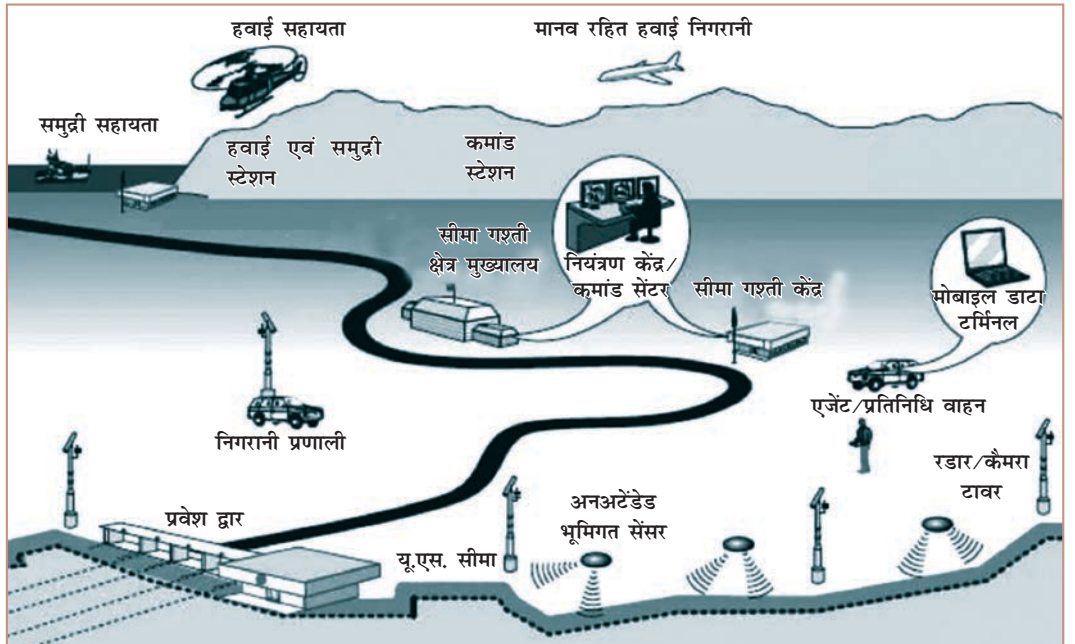 हवाई सहायता
मानव रहित हवाई निगरानी
समुद्री सहायता
हवाई एवं समुद्री
स्टेशन
कमांड
स्टेशन
सीमा गश्ती
क्षेत्र मुख्यालय
नियंत्रण केंद्र/
कमांड सेंटर
सीमा गश्ती केंद्र
मोबाइल डाटा
टर्मिनल
एजेंट/प्रतिनिधि वाहन
निगरानी प्रणाली
रडार/कैमरा
टावर
अनअटेंडेड
भूमिगत सेंसर
प्रवेश द्वार
यू.एस. सीमा